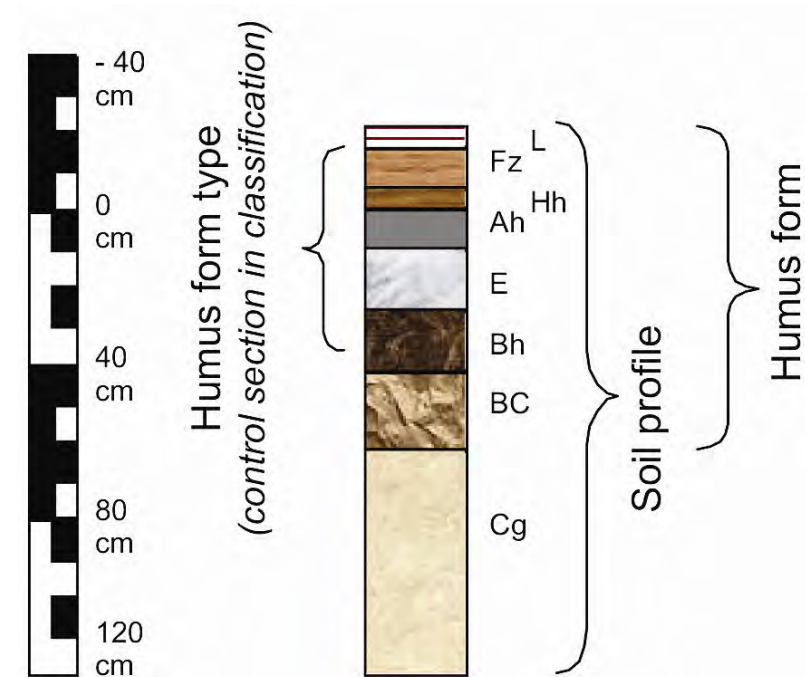 - 40
cm
0
cm
40
cm
80
cm
120
cm
Humus form type
(control section in classification)
L
Fz
Hh
Ah
E
Bh
BC
Cg
Soil profile
Humus form